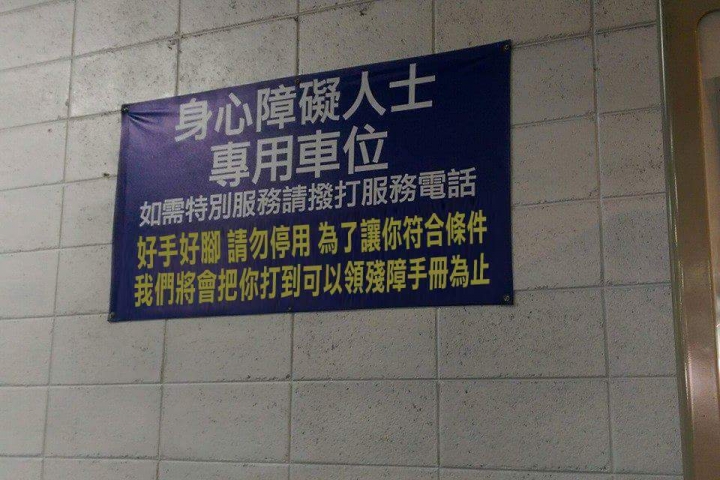 身心障礙人士
專用車位
如需特別服務請撥打服務電話
好手好腳 請勿停用 為了讓你符合條件
我們將會把你打到可以領殘障手冊為止